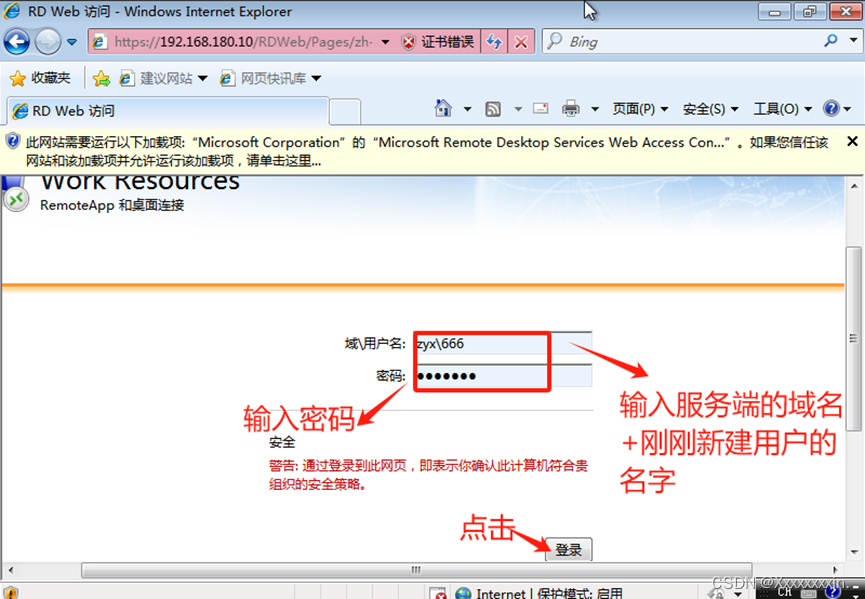 RD Web 访问 - Windows Internet Explorer
https://192.168.180.10/RDWeb/Pages/zh- 证书错误 Bing
收藏夹 建议网站 网页快讯库
RD Web 访问 页面(P) 安全(S) 工具(O)
此网站需要运行以下加载项: “Microsoft Corporation” 的 “Microsoft Remote Desktop Services Web Access Con...” 。如果您信任该
网站和该加载项并允许运行该加载项，请单击这里...
Work Resources
RemoteApp 和桌面连接
域\用户名: zyx\666
密码: ●●●●●●●
输入服务端的域名
+刚刚新建用户的
名字
输入密码
安全
警告: 通过登录到此网页，即表示你确认此计算机符合贵
组织的安全策略。
点击
登录
Internet | 保护模式: 启用
CH